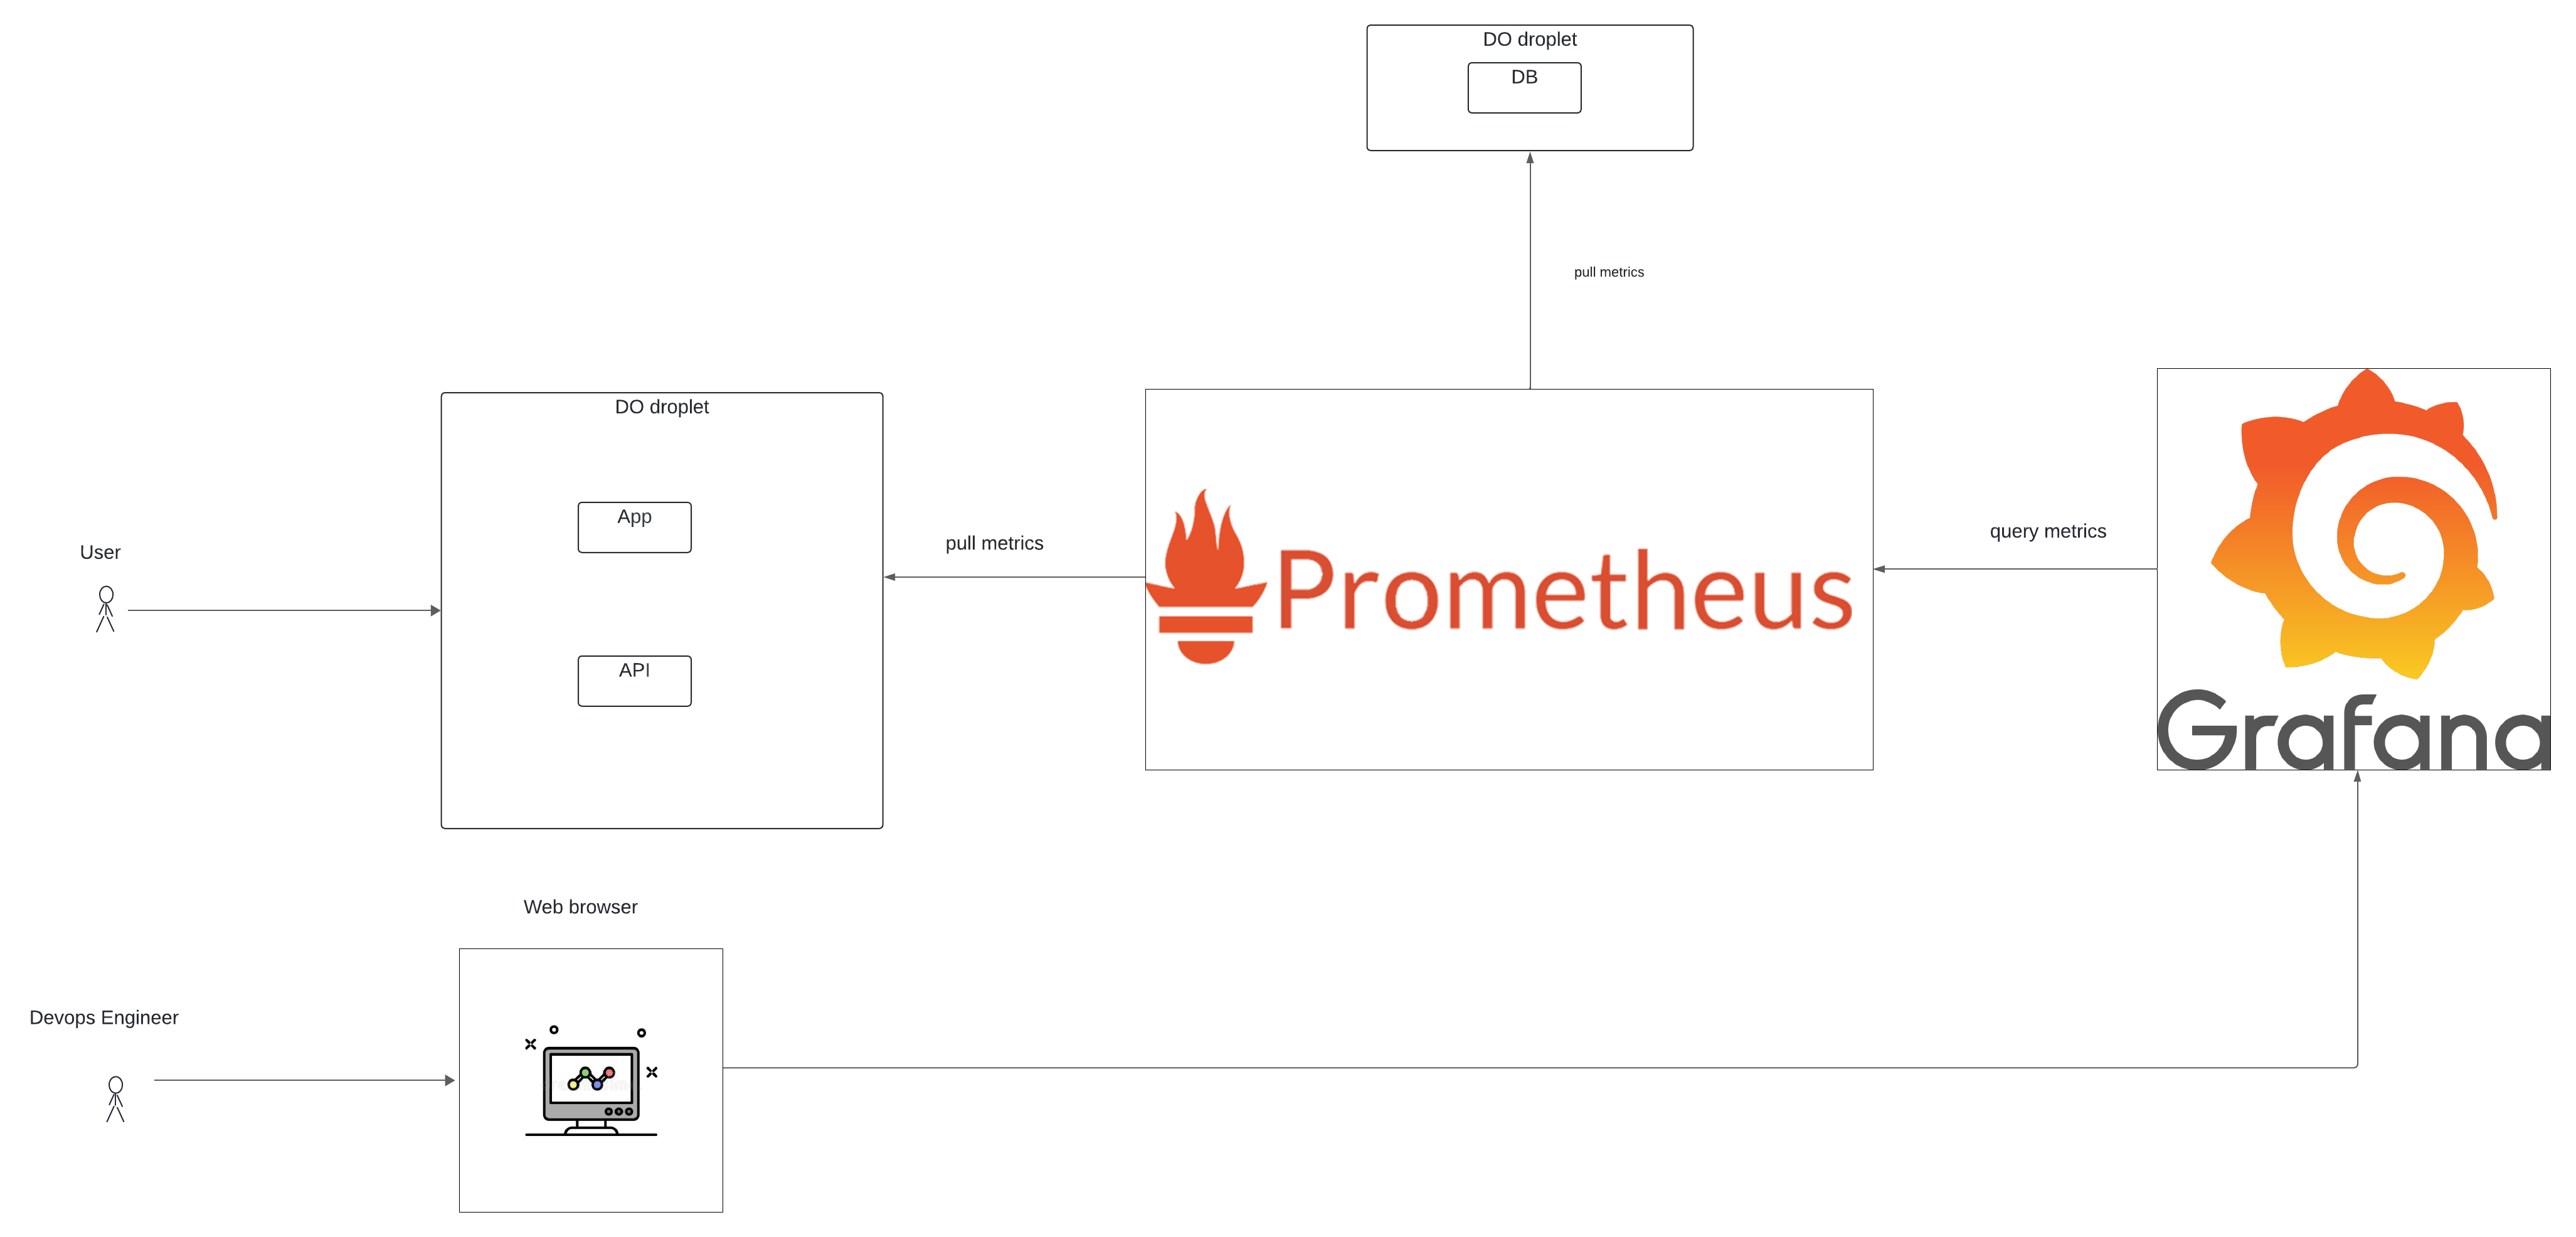 DO droplet
DB
pull metrics
DO droplet
App
API
User
pull metrics
Prometheus
query metrics
Grafana
Web browser
Devops Engineer